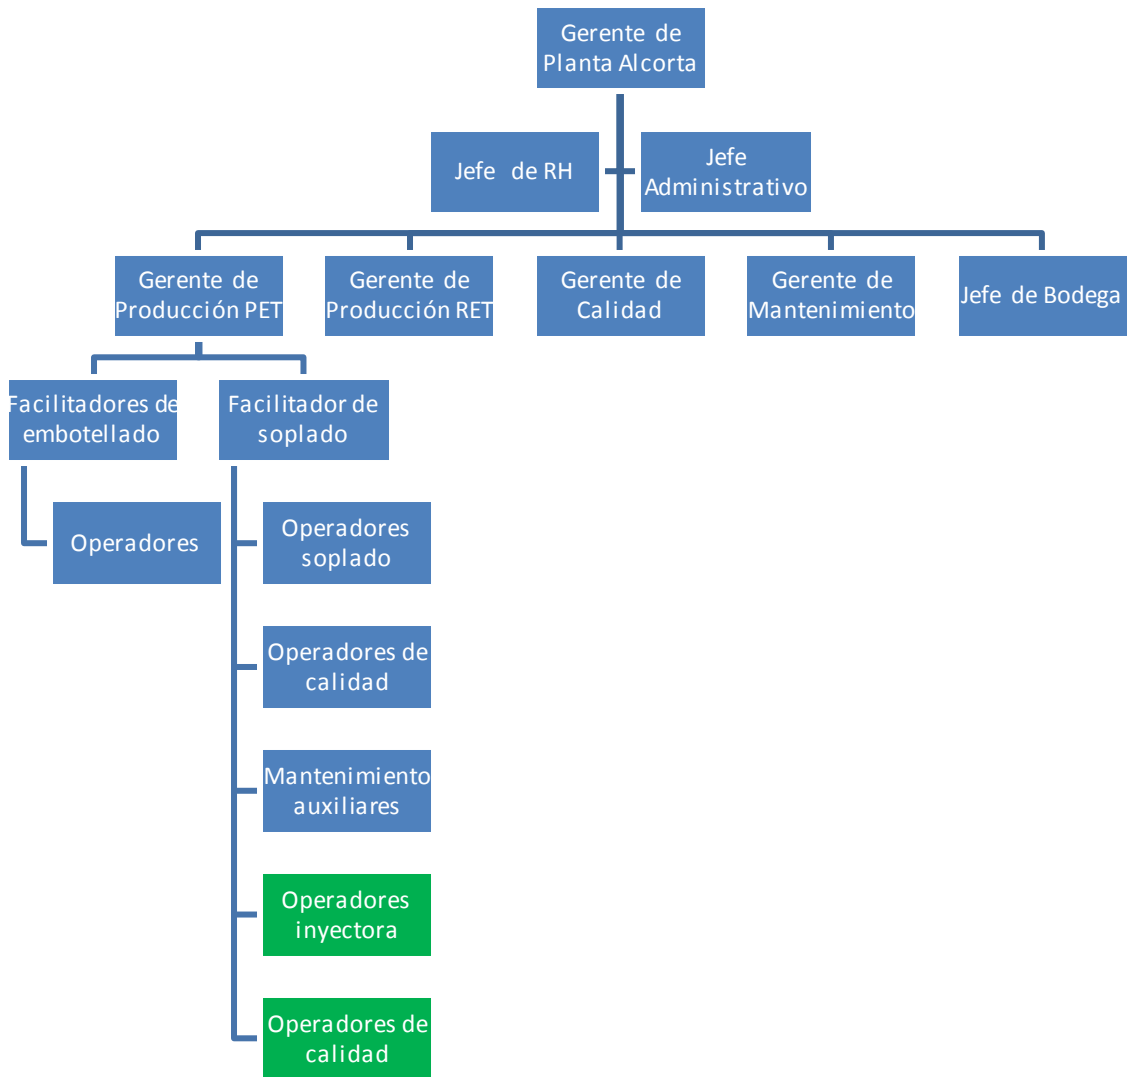 Gerente de
Planta Alcorta
Jefe de RH
Jefe
Administrativo
Gerente de
Producción PET
Gerente de
Producción RET
Gerente de
Calidad
Gerente de
Mantenimiento
Jefe de Bodega
Facilitadores de
embotellado
Facilitador de
soplado
Operadores
Operadores
soplado
Operadores de
calidad
Mantenimiento
auxiliares
Operadores
inyectora
Operadores de
calidad